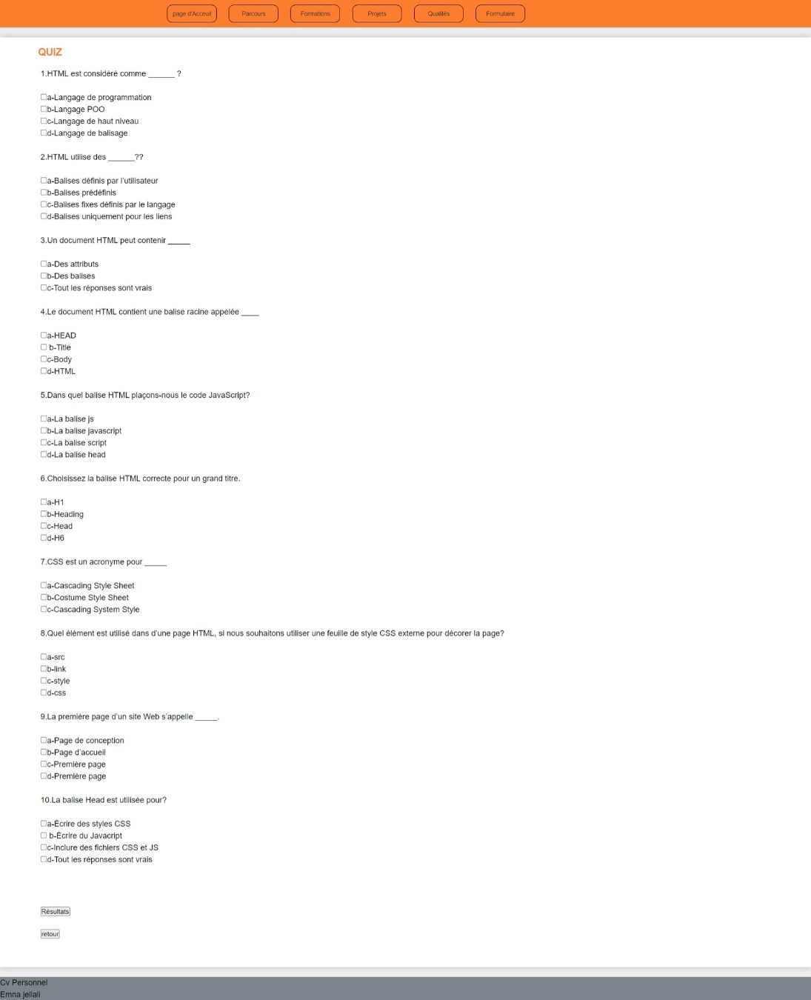 page d'Acceuil Parcours Formations Projets Qualités Formulaire
QUIZ
1.HTML est considéré comme ______ ?
a-Langage de programmation
b-Langage POO
c-Langage de haut niveau
d-Langage de balisage
2.HTML utilise des ______??
a-Balises définis par l'utilisateur
b-Balises prédéfinis
c-Balises fixes définis par le langage
d-Balises uniquement pour les liens
3.Un document HTML peut contenir _____
a-Des attributs
b-Des balises
c-Tout les réponses sont vrais
4.Le document HTML contient une balise racine appelée ____
a-HEAD
b-Title
c-Body
d-HTML
5.Dans quel balise HTML plaçons-nous le code JavaScript?
a-La balise js
b-La balise javascript
c-La balise script
d-La balise head
6.Choisissez la balise HTML correcte pour un grand titre.
a-H1
b-Heading
c-Head
d-H6
7.CSS est un acronyme pour _____
a-Cascading Style Sheet
b-Costume Style Sheet
c-Cascading System Style
8.Quel élément est utilisé dans d'une page HTML, si nous souhaitons utiliser une feuille de style CSS externe pour décorer la page?
a-src
b-link
c-style
d-css
9.La première page d'un site Web s'appelle _____.
a-Page de conception
b-Page d'accueil
c-Première page
d-Première page
10.La balise Head est utilisée pour?
a-Écrire des styles CSS
b-Écrire du Javacript
c-Inclure des fichiers CSS et JS
d-Tout les réponses sont vrais
Résultats
retour
Cv Personnel
Emna jellali